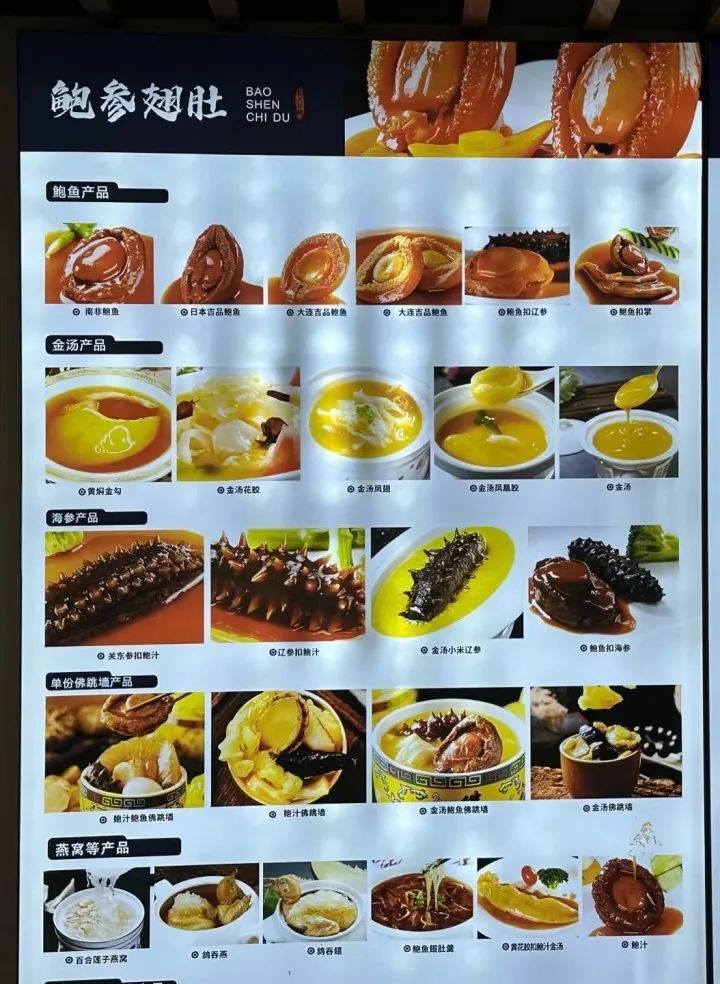 鲍参翅肚
BAO
SHEN
CHI DU
鲍鱼产品
南非鲍鱼
日本吉品鲍鱼
大连吉品鲍鱼
大连吉品鲍鱼
鲍鱼扣辽参
鲍鱼扣掌
金汤产品
黄焖金勾
金汤花胶
金汤凤翅
金汤凤凰胶
金汤
海参产品
关东参扣鲍汁
辽参扣鲍汁
金汤小米辽参
鲍鱼扣海参
单份佛跳墙产品
鲍汁鲍鱼佛跳墙
鲍汁佛跳墙
金汤鲍鱼佛跳墙
金汤佛跳墙
燕窝等产品
百合莲子燕窝
鸽吞燕
鸽吞翅
鲍鱼翅肚羹
黄花胶扣鲍汁金汤
鲍汁